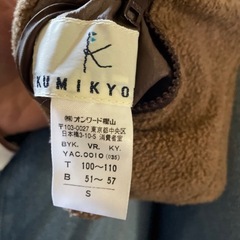 K
KUMIKYO
㈱オンワード樫山
〒103-0027 東京都中央区
日本橋3-10-5 消費者室
BYK. VR. KY.
YAC.0010 (035)
T 100~110
B 51~57
S